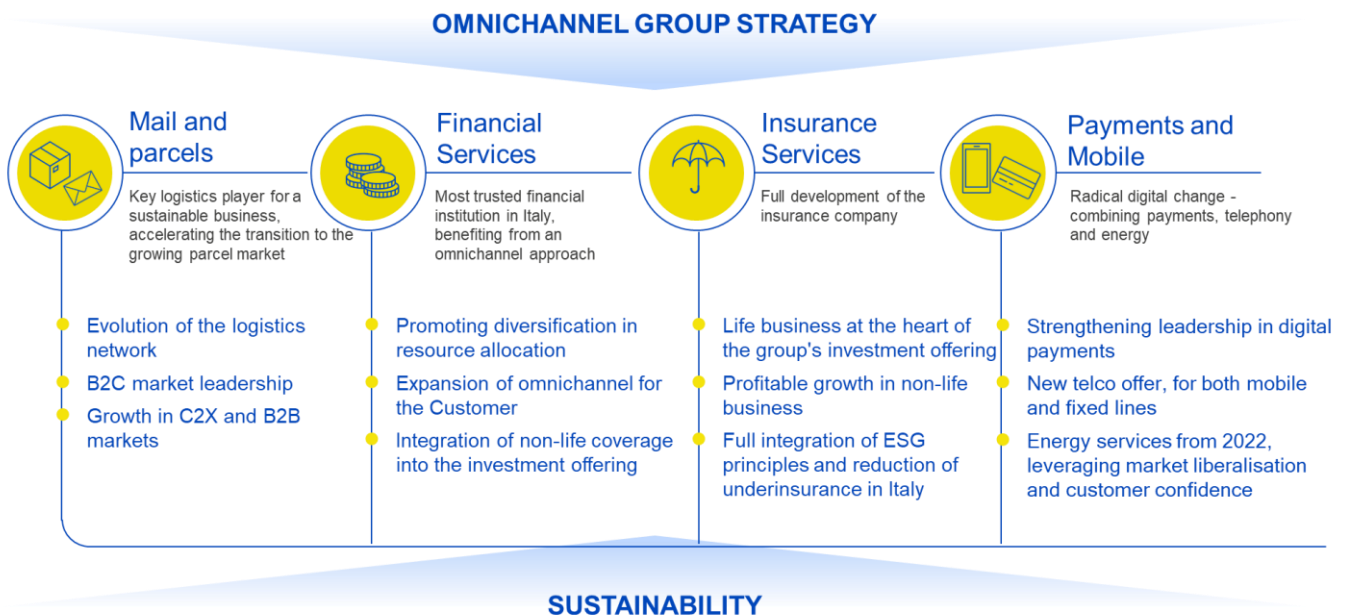 OMNICHANNEL GROUP STRATEGY
Mail and
parcels
Key logistics player for a
sustainable business,
accelerating the transition to the
growing parcel market
Evolution of the logistics
network
B2C market leadership
Growth in C2X and B2B
markets
Financial
Services
Most trusted financial
institution in Italy,
benefiting from an
omnichannel approach
Promoting diversification in
resource allocation
Expansion of omnichannel for
the Customer
Integration of non-life coverage
into the investment offering
Insurance
Services
Full development of the
insurance company
Life business at the heart of
the group's investment offering
Profitable growth in non-life
business
Full integration of ESG
principles and reduction of
underinsurance in Italy
Payments and
Mobile
Radical digital change -
combining payments, telephony
and energy
Strengthening leadership in digital
payments
New telco offer, for both mobile
and fixed lines
Energy services from 2022,
leveraging market liberalisation
and customer confidence
SUSTAINABILITY